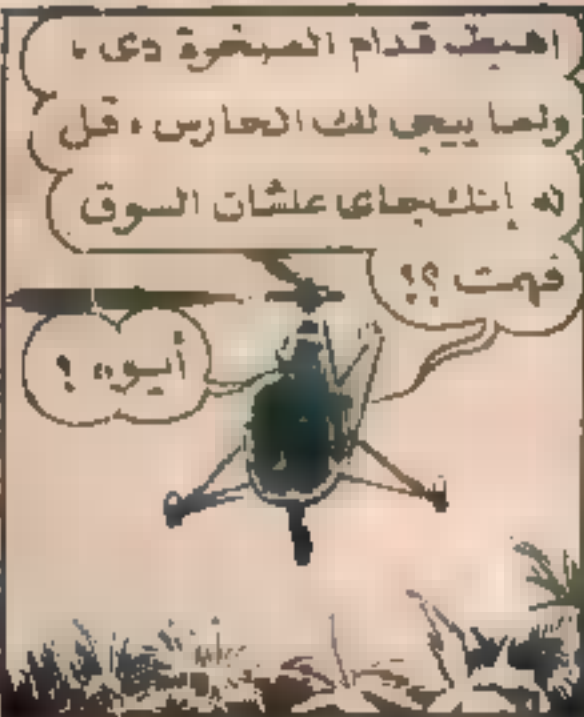 اهبط قدام الصخرة دى ،
ولما ييجى لك الحارس ، قل
له إنك جاى علشان السوق
فهمت ؟؟
أيوه !